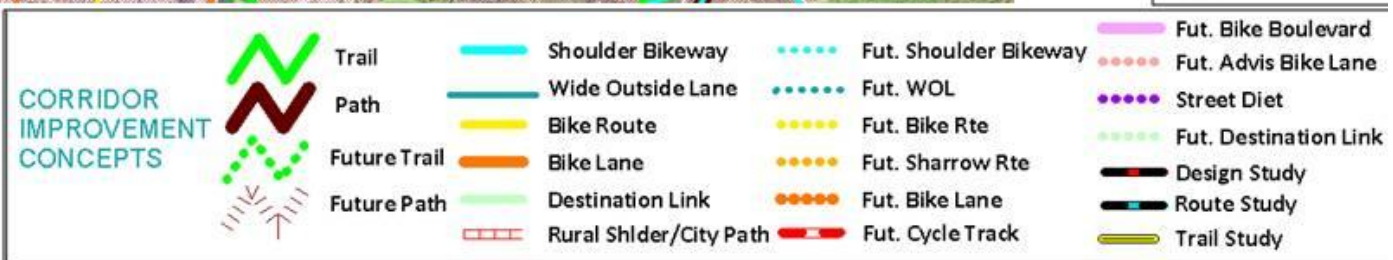 CORRIDOR
IMPROVEMENT
CONCEPTS
Trail
Path
Future Trail
Future Path
Shoulder Bikeway
Wide Outside Lane
Bike Route
Bike Lane
Destination Link
Rural Shlder/City Path
Fut. Shoulder Bikeway
Fut. WOL
Fut. Bike Rte
Fut. Sharrow Rte
Fut. Bike Lane
Fut. Cycle Track
Fut. Bike Boulevard
Fut. Advis Bike Lane
Street Diet
Fut. Destination Link
Design Study
Route Study
Trail Study